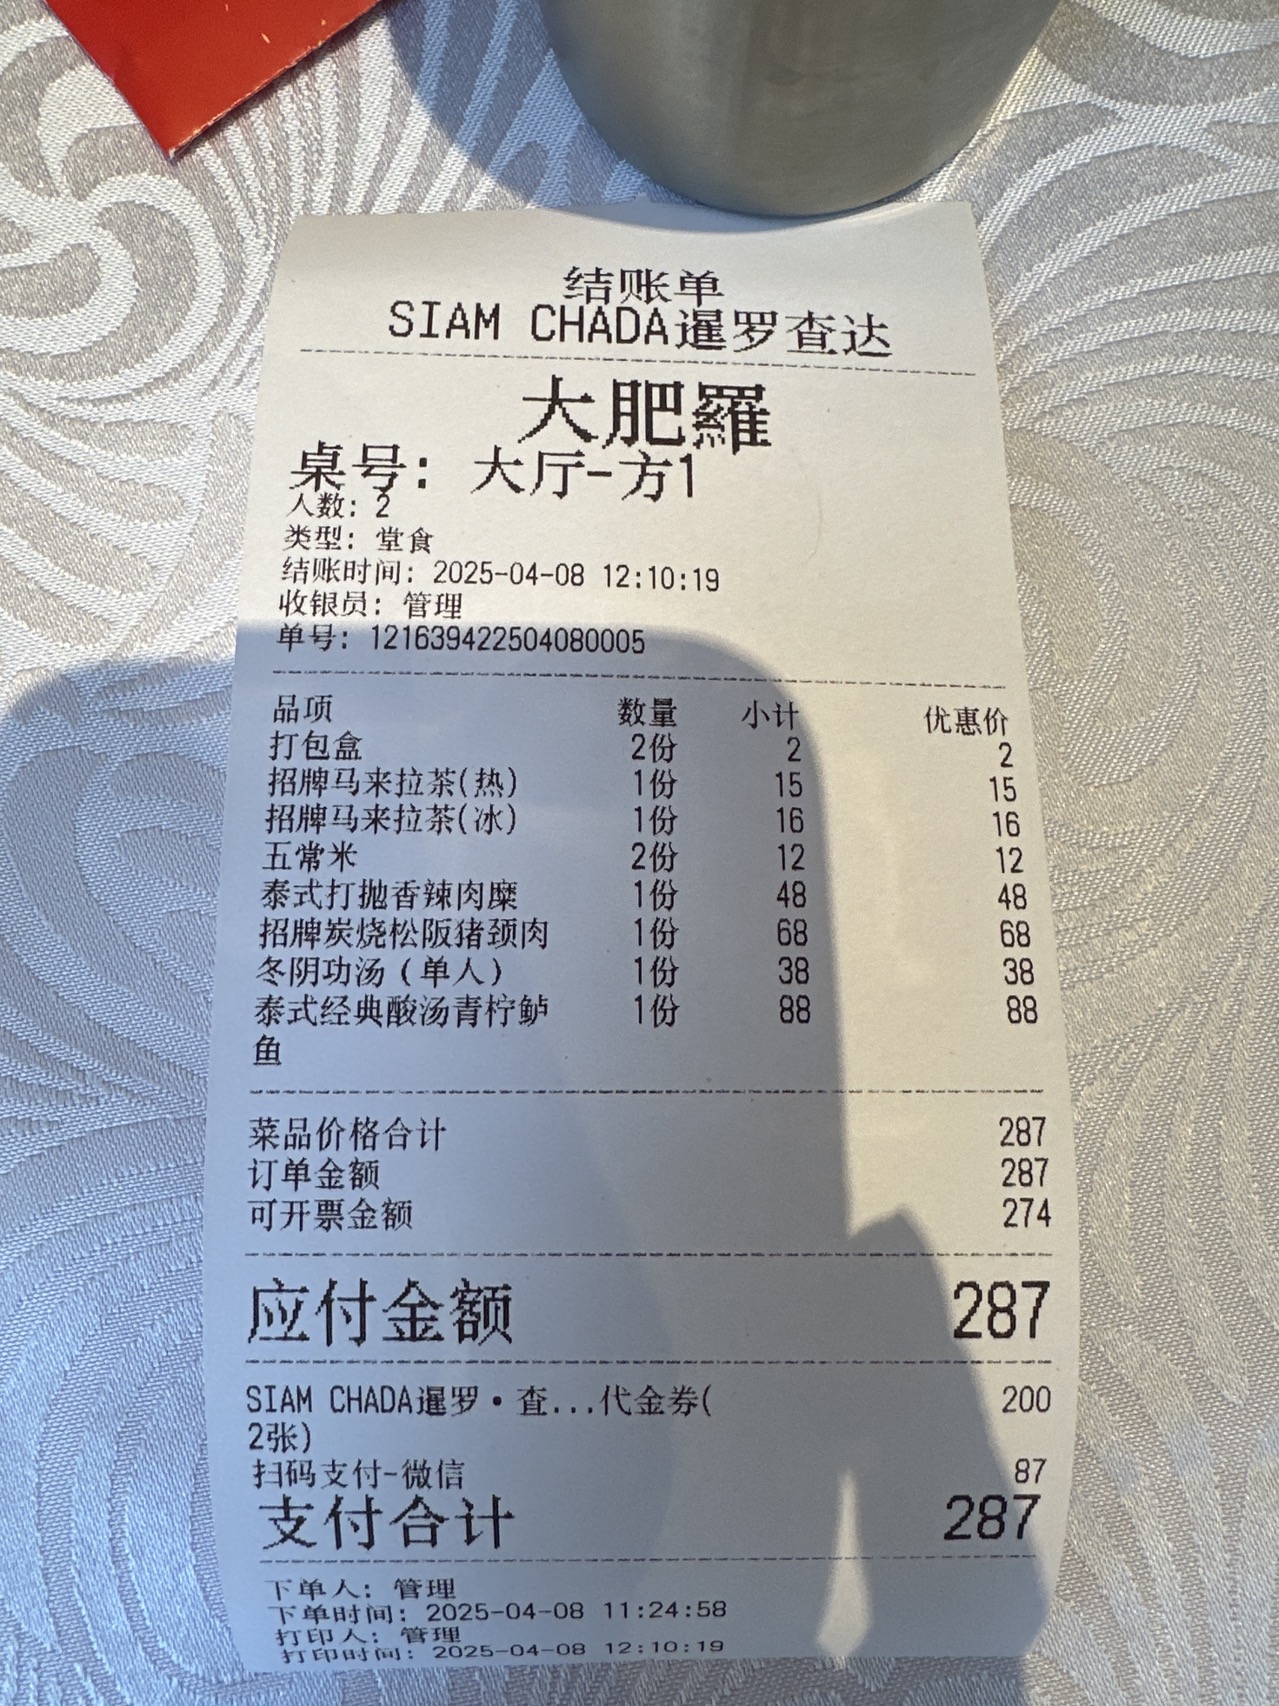 结账单
SIAM CHADA暹罗查达
大肥羅
桌号: 大厅-方1
人数: 2
类型: 堂食
结账时间: 2025-04-08 12:10:19
收银员: 管理
单号: 121639422504080005
品项 数量 小计 优惠价
打包盒 2份 2 2
招牌马来拉茶(热) 1份 15 15
招牌马来拉茶(冰) 1份 16 16
五常米 2份 12 12
泰式打抛香辣肉糜 1份 48 48
招牌炭烧松阪猪颈肉 1份 68 68
冬阴功汤(单人) 1份 38 38
泰式经典酸汤青柠鲈 1份 88 88
鱼
菜品价格合计 287
订单金额 287
可开票金额 274
应付金额 287
SIAM CHADA暹罗•查...代金券( 200
2张)
扫码支付-微信 87
支付合计 287
下单人: 管理
下单时间: 2025-04-08 11:24:58
打印人: 管理
打印时间: 2025-04-08 12:10:19